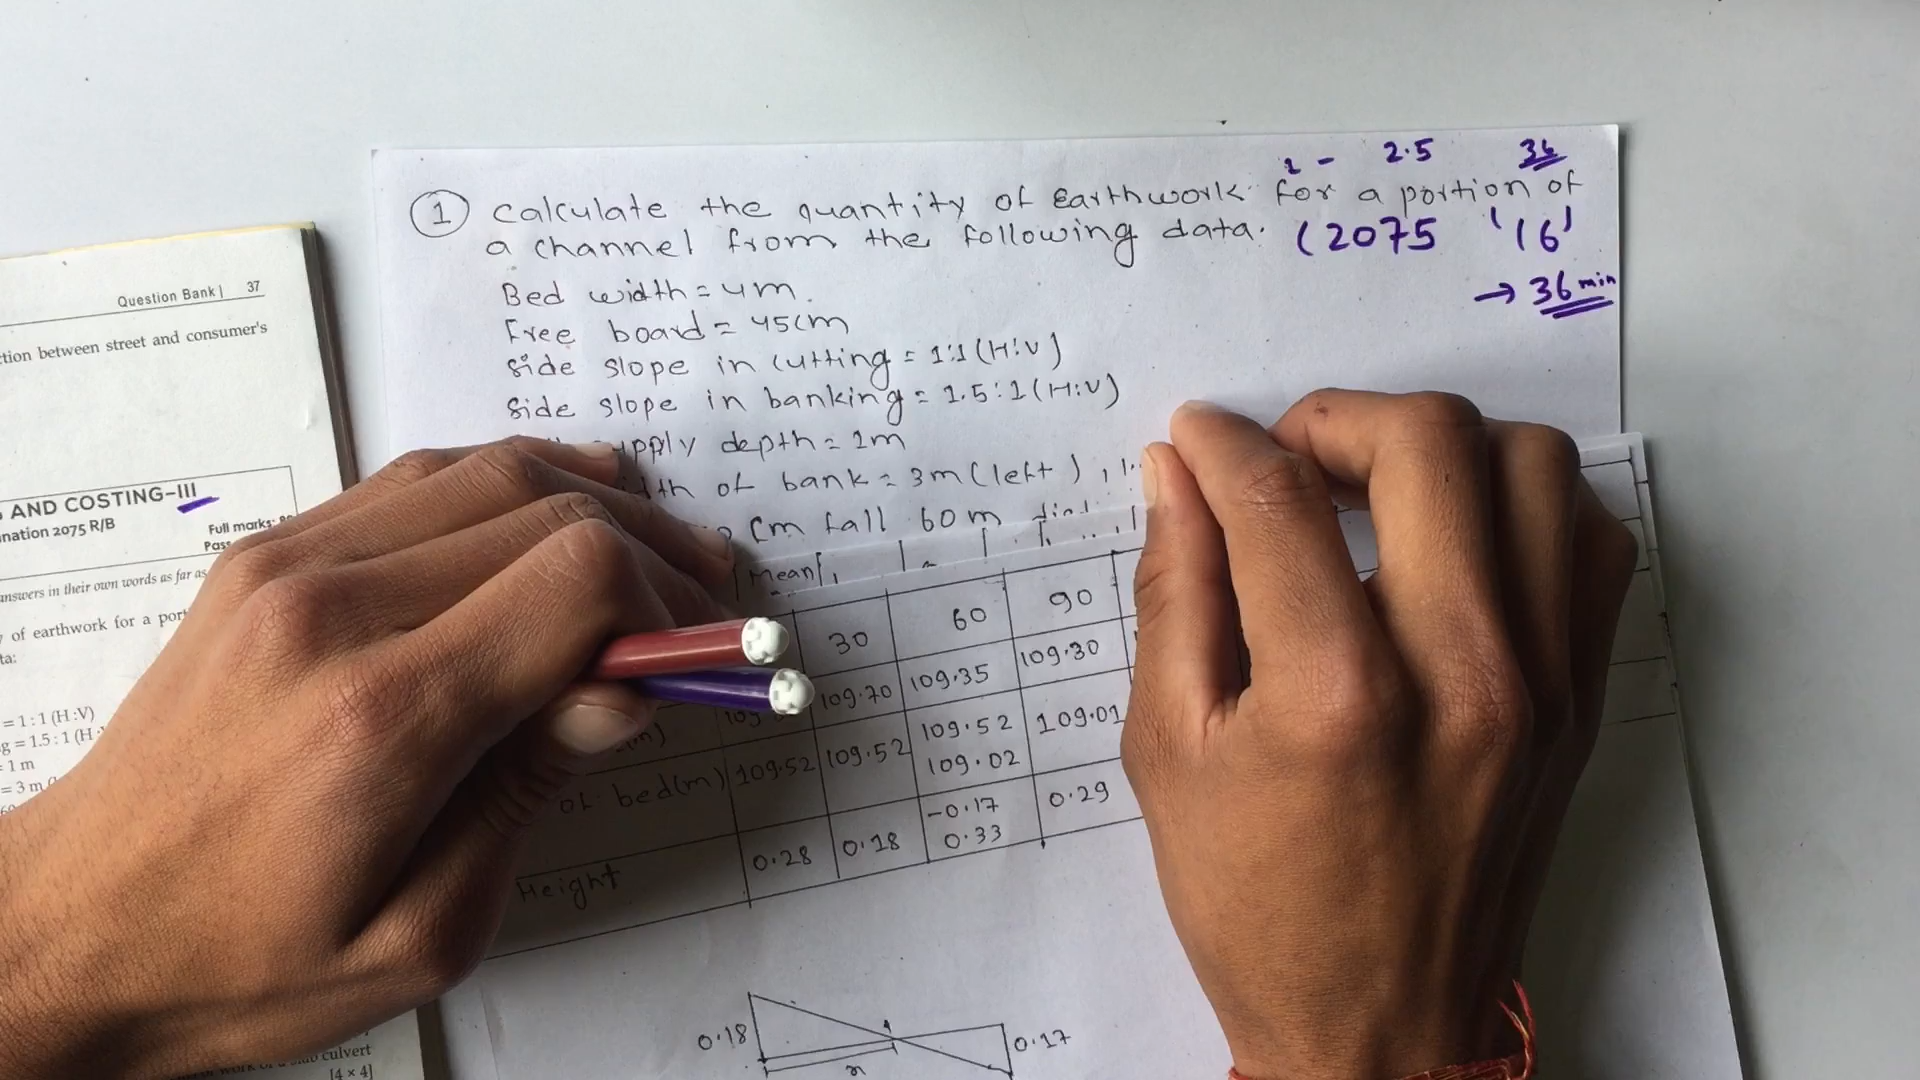 Question Bank | 37
tion between street and consumer's
AND COSTING-III
nation 2075 R/B
Full marks:
Pass
answers in their own words as far as
of earthwork for a port
ta:
= 1 : 1 (H :V)
g = 1.5 : 1 (H
= 1 m
= 3 m
culvert
[4 × 4]
1 - 2.5 36
① Calculate the quantity of Earthwork for a portion of
a channel from the following data. (2075 '16'
→ 36 min
Bed width = 4m.
Free board = 45cm
Side slope in cutting = 1:1 (H:V)
Side slope in banking = 1.5:1 (H:V)
supply depth = 1m
of bank = 3m (left) ,
cm fall 60m
Mean
30 60 90
109.70 109.35 109.30
of bed(m) 109.52 109.52 109.52 109.01
109.02
Height 0.28 0.18 -0.17 0.29
0.33
0.18 0.17
x